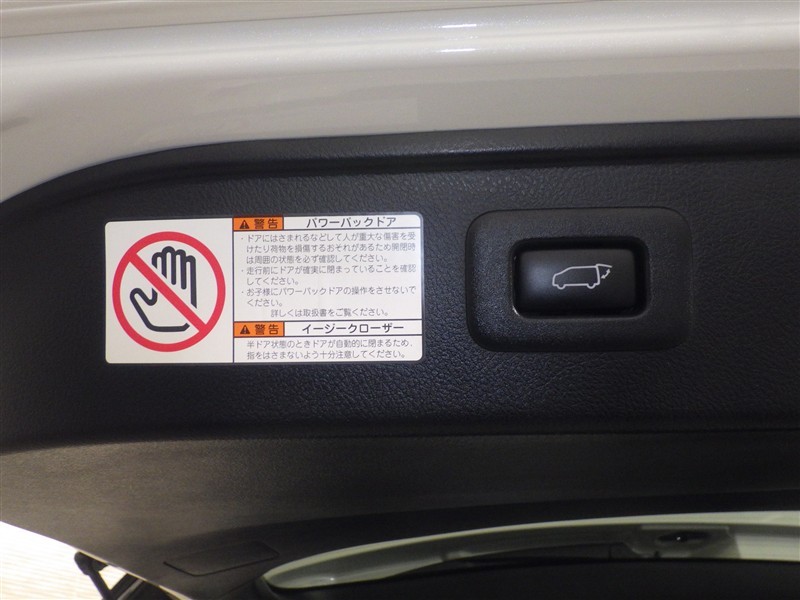 警告 パワーバックドア
・ドアにはさまれるなどして人が重大な傷害を受
けたり荷物を損傷するおそれがあるため開閉時
は周囲の状態を必ず確認してください。
・走行前にドアが確実に閉まっていることを確認
してください。
・お子様にパワーバックドアの操作をさせないで
ください。
詳しくは取扱書をご覧ください。
警告 イージークローザー
半ドア状態のときドアが自動的に閉まるため、
指をはさまないよう十分注意してください。